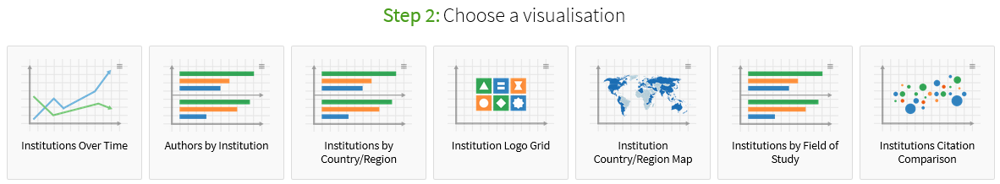 Step 2: Choose a visualisation
Institutions Over Time
Authors by Institution
Institutions by
Country/Region
Institution Logo Grid
Institution
Country/Region Map
Institutions by Field of
Study
Institutions Citation
Comparison